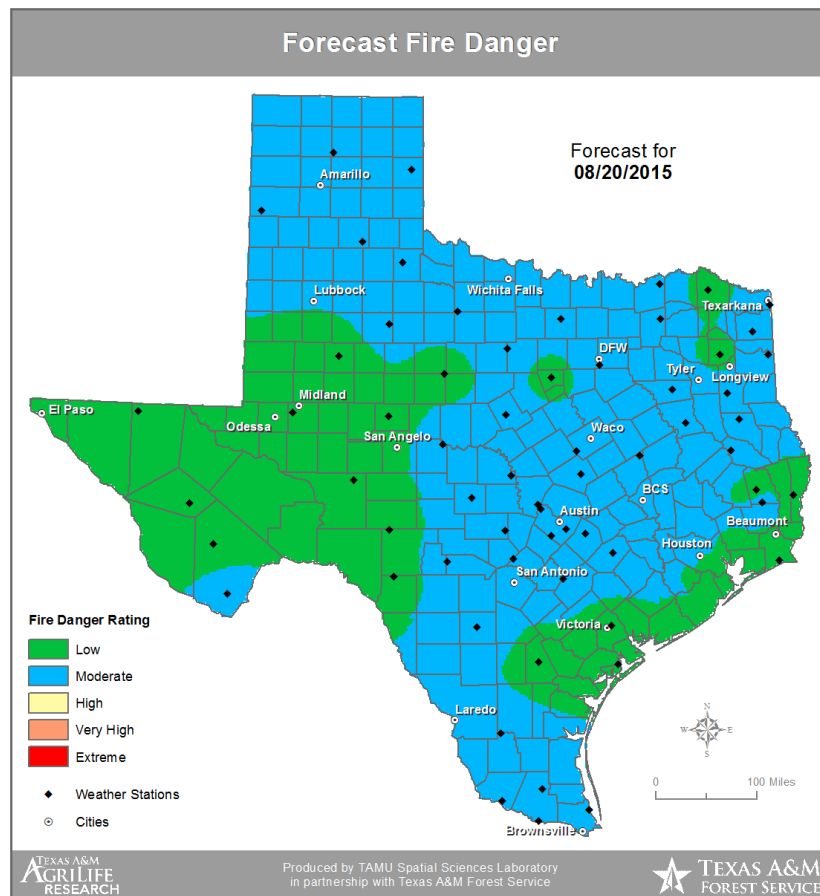 Forecast Fire Danger
Forecast for
08/20/2015
Amarillo
Lubbock
Wichita Falls
Texarkana
DFW
Tyler
Longview
El Paso
Midland
Odessa
San Angelo
Waco
BCS
Austin
Beaumont
Houston
San Antonio
Victoria
Laredo
Brownsville
Fire Danger Rating
Low
Moderate
High
Very High
Extreme
Weather Stations
Cities
N
W E
S
0 100 Miles
TEXAS A&M
AGRILIFE
RESEARCH
Produced by TAMU Spatial Sciences Laboratory
in partnership with Texas A&M Forest Service
TEXAS A&M
FOREST SERVICE